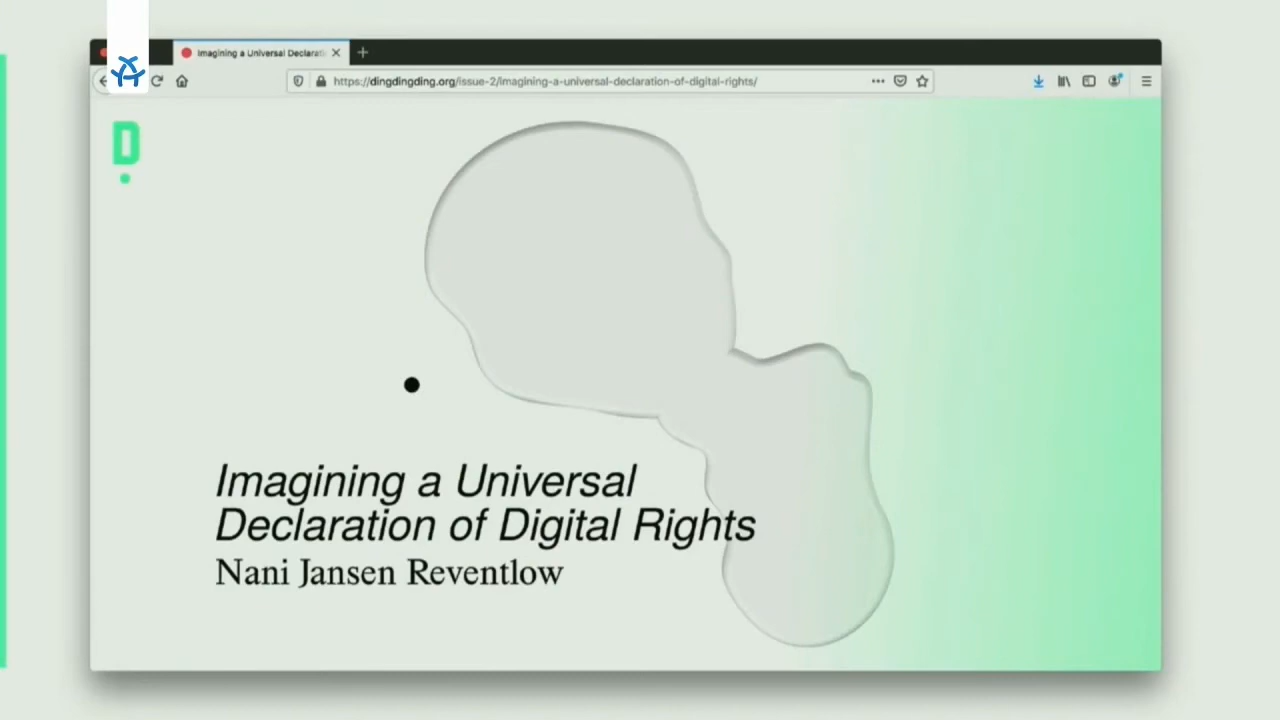 Imagining a Universal Declarati
https://dingdingding.org/issue-2/imagining-a-universal-declaration-of-digital-rights/
D
Imagining a Universal
Declaration of Digital Rights
Nani Jansen Reventlow